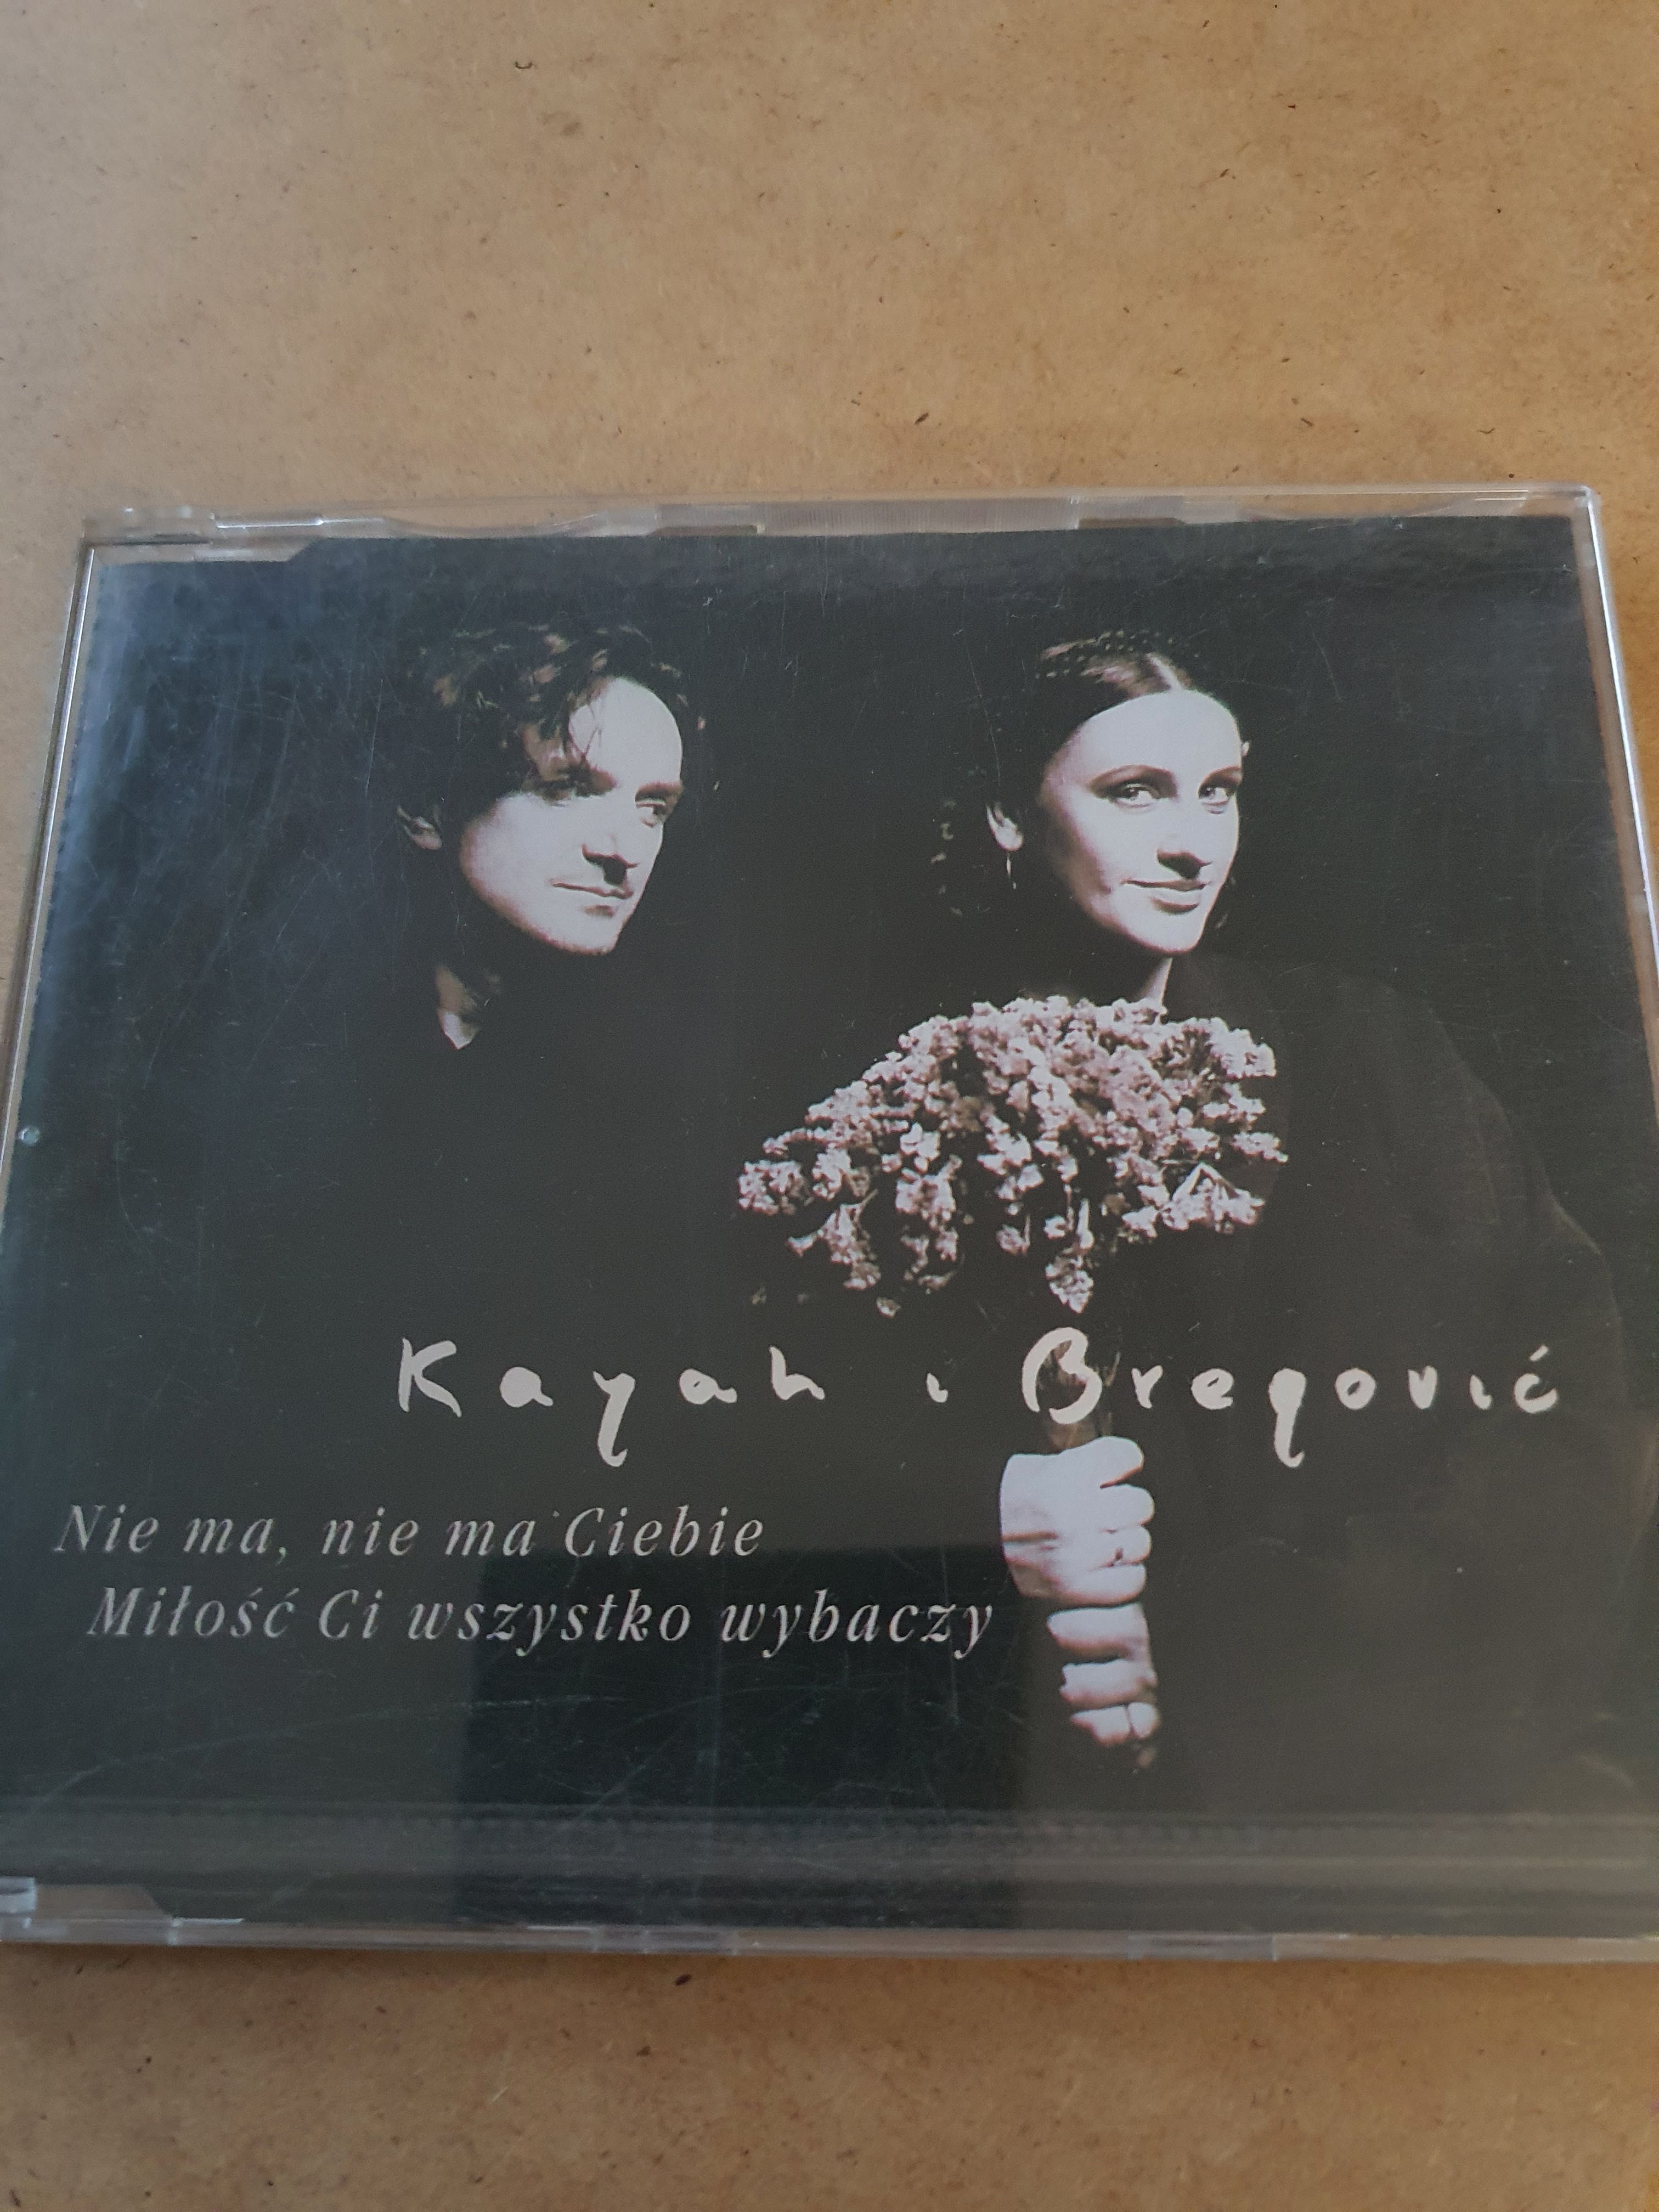 Kayah i Bregović
Nie ma, nie ma Ciebie
Miłość Ci wszystko wybaczy